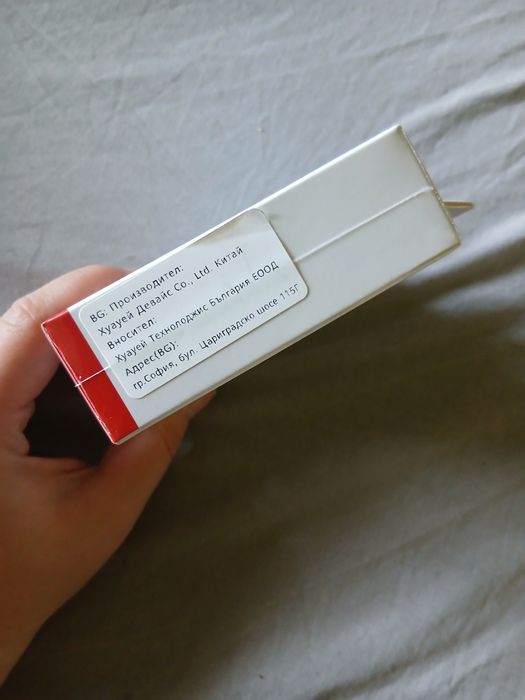 BG: Производител:
Хуауей Девайс Co., Ltd. Китай
Вносител:
Хуауей Технолоджис България ЕООД
Адрес(BG):
гр.София, бул. Цариградско шосе 115Г